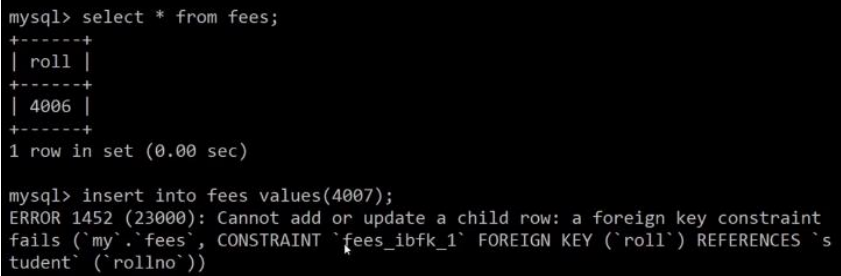 mysql> select * from fees;
+------+
| roll |
+------+
| 4006 |
+------+
1 row in set (0.00 sec)
mysql> insert into fees values(4007);
ERROR 1452 (23000): Cannot add or update a child row: a foreign key constraint
fails (`my`.`fees`, CONSTRAINT `fees_ibfk_1` FOREIGN KEY (`roll`) REFERENCES `s
tudent` (`rollno`))